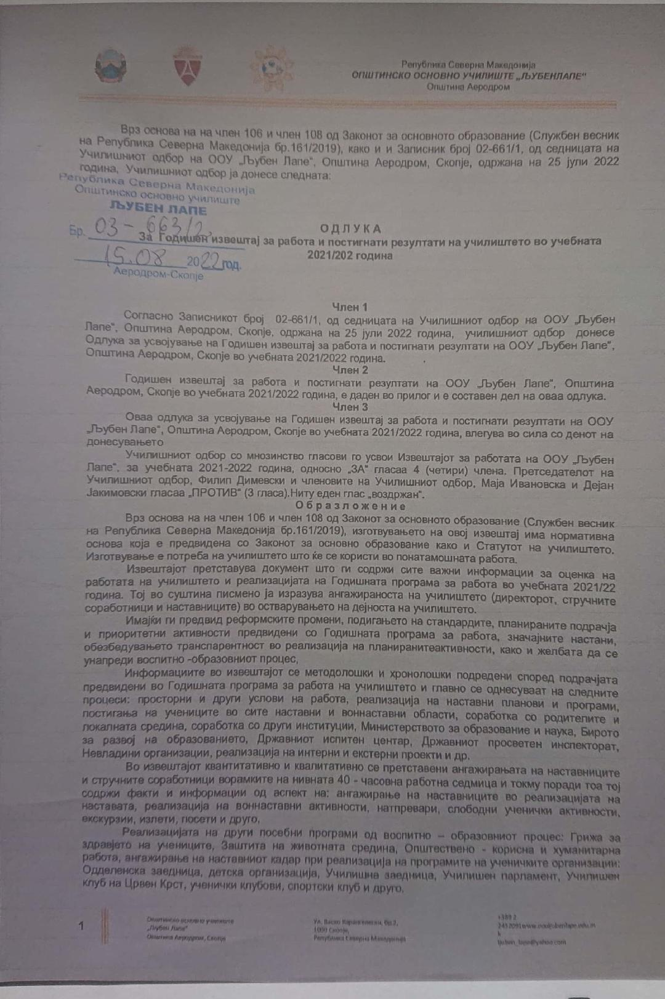 Република Северна Македонија
ОПШТИНСКО ОСНОВНО УЧИЛИШТЕ „ЉУБЕНЛАПЕ“
Општина Аеродром
Врз основа на на член 106 и член 108 од Законот за основното образование (Службен весник
на Република Северна Македонија бр.161/2019), како и и Записник број 02-661/1, од седницата на
Училишниот одбор на ООУ „Љубен Лапе“, Општина Аеродром, Скопје, одржана на 25 јули 2022
година, Училишниот одбор ја донесе следната:
Република Северна Македонија
Општинско основно училиште
ЉУБЕН ЛАПЕ
Бр. 03-663/2
15.08 2022 год.
Аеродром-Скопје
ОДЛУКА
За Годишен извештај за работа и постигнати резултати на училиштето во учебната
2021/202 година
Член 1
Согласно Записникот број 02-661/1, од седницата на Училишниот одбор на ООУ „Љубен
Лапе“, Општина Аеродром, Скопје, одржана на 25 јули 2022 година, училишниот одбор донесе
Одлука за усвојување на Годишен извештај за работа и постигнати резултати на ООУ „Љубен Лапе“,
Општина Аеродром, Скопје во учебната 2021/2022 година.
Член 2
Годишен извештај за работа и постигнати резултати на ООУ „Љубен Лапе“, Општина
Аеродром, Скопје во учебната 2021/2022 година, е даден во прилог и е составен дел на оваа одлука.
Член 3
Оваа одлука за усвојување на Годишен извештај за работа и постигнати резултати на ООУ
„Љубен Лапе“, Општина Аеродром, Скопје во учебната 2021/2022 година, влегува во сила со денот на
донесувањето
Училишниот одбор со мнозинство гласови го усвои Извештајот за работата на ООУ „Љубен
Лапе“, за учебната 2021-2022 година, односно „ЗА“ гласаа 4 (четири) члена. Претседателот на
Училишниот одбор, Филип Димевски и членовите на Училишниот одбор, Маја Ивановска и Дејан
Јакимовски гласаа „ПРОТИВ“ (3 гласа).Ниту еден глас „воздржан“.
Образложение
Врз основа на на член 106 и член 108 од Законот за основното образование (Службен весник
на Република Северна Македонија бр.161/2019), изготвувањето на овој извештај има нормативна
основа која е предвидена со Законот за основно образование како и Статутот на училиштето.
Изготвување е потреба на училиштето што ќе се користи во понатамошната работа.
Извештајот претставува документ што ги содржи сите важни информации за оценка на
работата на училиштето и реализацијата на Годишната програма за работа во учебната 2021/22
година. Тој во суштина писмено ја изразува ангажираноста на училиштето (директорот, стручните
соработници и наставниците) во остварувањето на дејноста на училиштето.
Имајќи ги предвид реформските промени, подигањето на стандардите, планираните подрачја
и приоритетни активности предвидени со Годишната програма за работа, значајните настани,
обезбедувањето транспарентност во реализација на планиранитеактивности, како и желбата да се
унапреди воспитно -образовниот процес,
Информациите во извештајот се методолошки и хронолошки подредени според подрачјата
предвидени во Годишната програма за работа на училиштето и главно се однесуваат на следните
процеси: просторни и други услови на работа, реализација на наставни планови и програми,
постигања на учениците во сите наставни и воннаставни области, соработка со родителите и
локалната средина, соработка со други институции, Министерството за образование и наука, Бирото
за развој на образованието, Државниот испитен центар, Државниот просветен инспекторат,
Невладини организации, реализација на интерни и екстерни проекти и др.
Во извештајот квантитативно и квалитативно се претставени ангажирањата на наставниците
и стручните соработници ворамките на нивната 40 - часовна работна седмица и токму поради тоа тој
содржи факти и информации од аспект на: ангажирање на наставниците во реализацијата на
наставата, реализација на воннаставни активности, натпревари, слободни ученички активности,
екскурзии, излети, посети и друго.
Реализацијата на други посебни програми од воспитно – образовниот процес: Грижа за
здравјето на учениците, Заштита на животната средина, Општествено - корисна и хуманитарна
работа, ангажирање на наставниот кадар при реализација на програмите на ученичките организации:
Одделенска заедница, детска организација, Училишна заедница, Училишен парламент, Училишен
клуб на Црвен Крст, ученички клубови, спортски клуб и друго.
1
Општинско основно училиште
„Љубен Лапе“
Општина Аеродром, Скопје
Ул. Васко Карангелески, бр.2,
1000 Скопје,
Република Северна Македонија
+389 2
ljuben_lape@yahoo.com